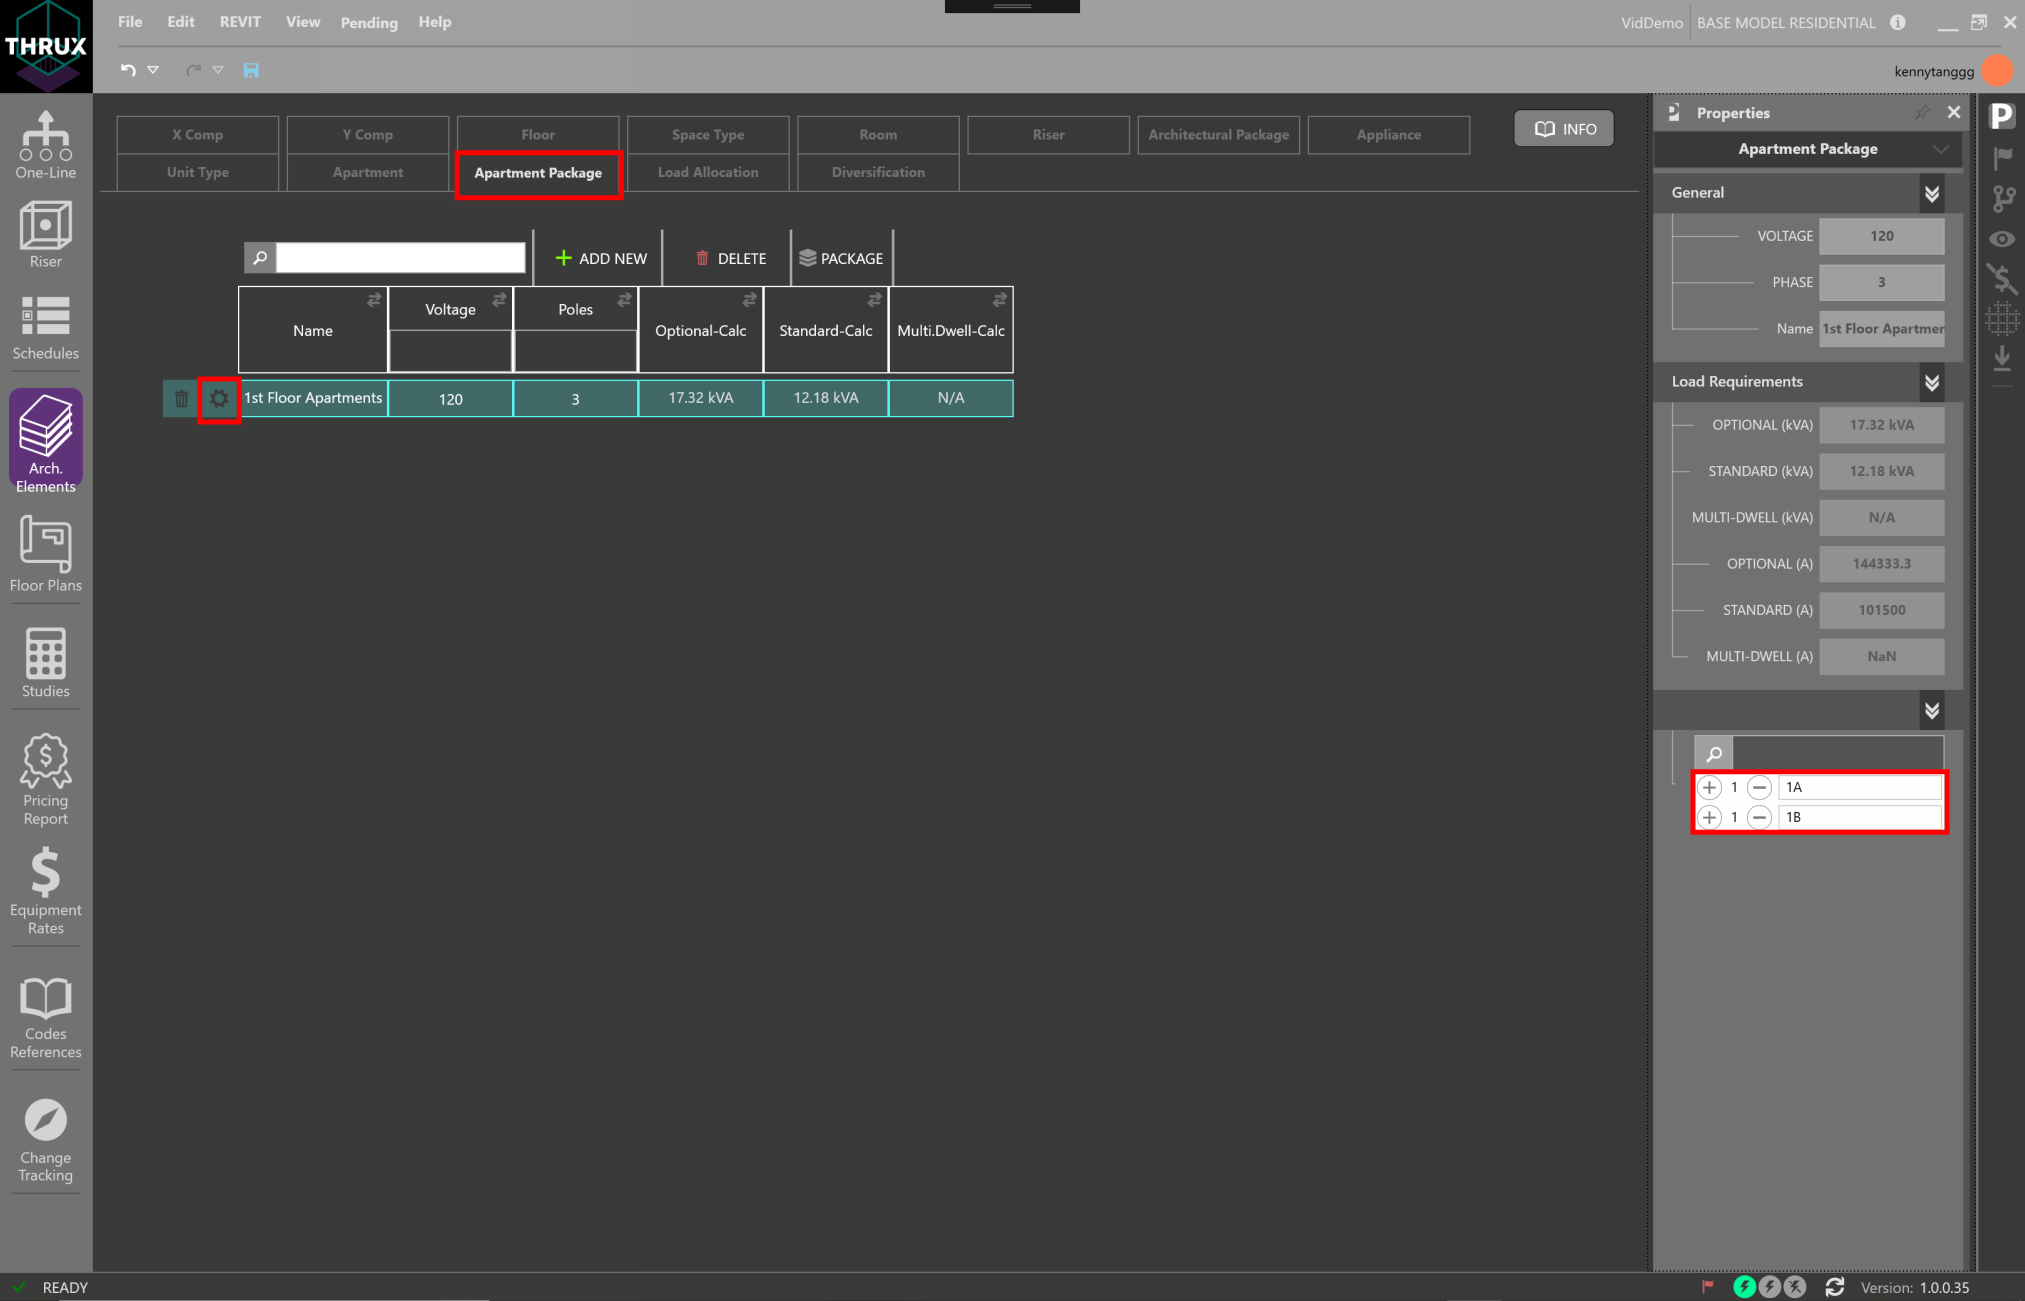 THRUX
File Edit REVIT View Pending Help
VidDemo BASE MODEL RESIDENTIAL
kennytanggg
One-Line
Riser
Schedules
Arch.
Elements
Floor Plans
Studies
Pricing
Report
Equipment
Rates
Codes
References
Change
Tracking
X Comp Y Comp Floor Space Type Room Riser Architectural Package Appliance
Unit Type Apartment Apartment Package Load Allocation Diversification
INFO
ADD NEW DELETE PACKAGE
Name Voltage Poles Optional-Calc Standard-Calc Multi.Dwell-Calc
1st Floor Apartments 120 3 17.32 kVA 12.18 kVA N/A
Properties
Apartment Package
General
VOLTAGE 120
PHASE 3
Name 1st Floor Apartmer
Load Requirements
OPTIONAL (kVA) 17.32 kVA
STANDARD (kVA) 12.18 kVA
MULTI-DWELL (kVA) N/A
OPTIONAL (A) 144333.3
STANDARD (A) 101500
MULTI-DWELL (A) NaN
1 1A
1 1B
P
READY
Version: 1.0.0.35